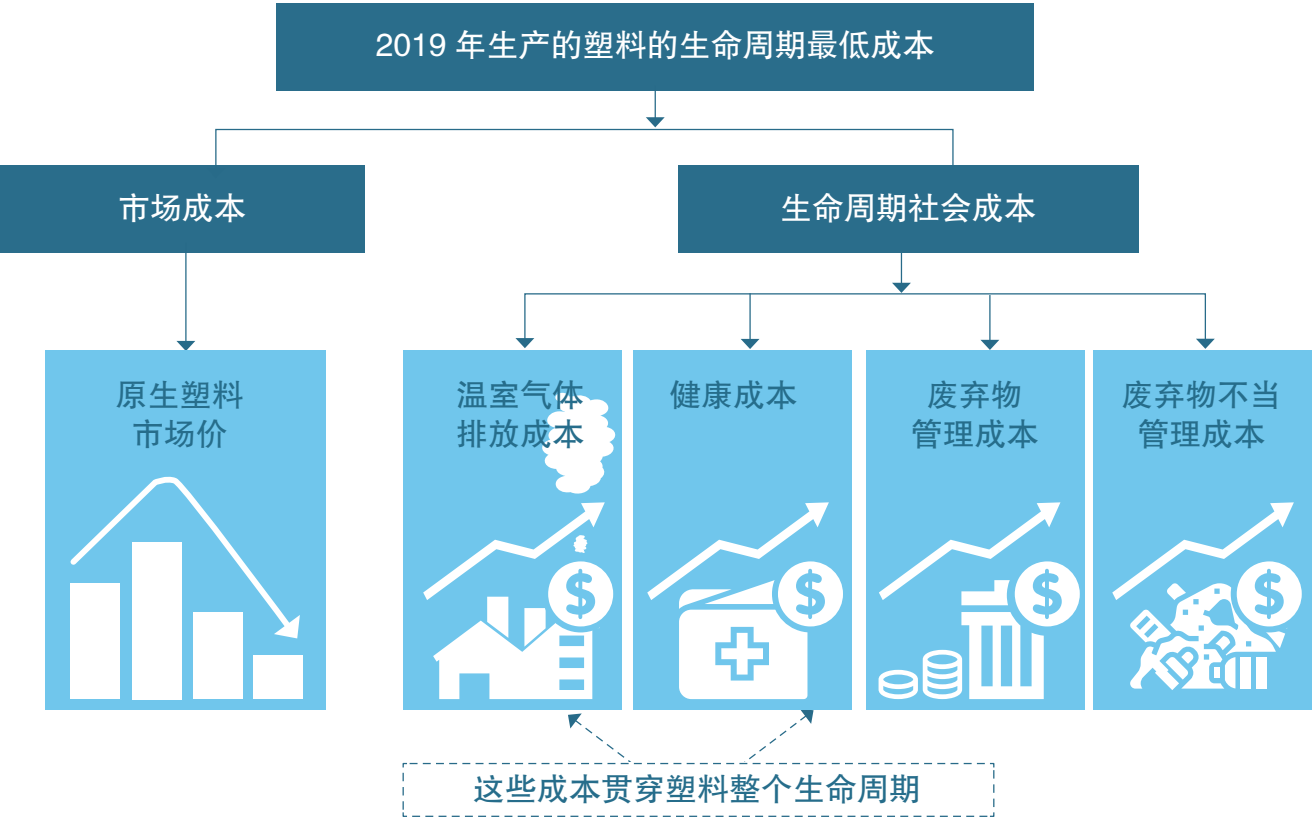 2019 年生产的塑料的生命周期最低成本
市场成本
生命周期社会成本
原生塑料
市场价
温室气体
排放成本
健康成本
废弃物
管理成本
废弃物不当
管理成本
$
$
$
$
这些成本贯穿塑料整个生命周期